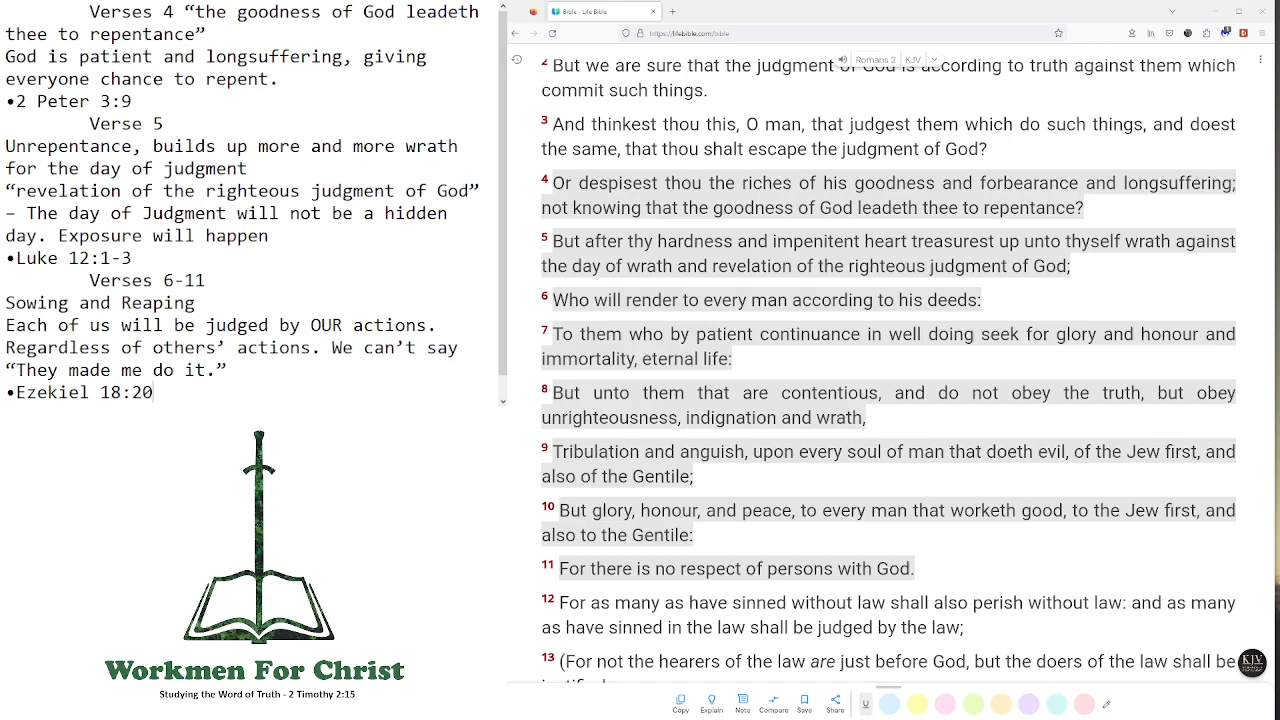 Verses 4 “the goodness of God leadeth
thee to repentance”
God is patient and longsuffering, giving
everyone chance to repent.
•2 Peter 3:9
Verse 5
Unrepentance, builds up more and more wrath
for the day of judgment
“revelation of the righteous judgment of God”
– The day of Judgment will not be a hidden
day. Exposure will happen
•Luke 12:1-3
Verses 6-11
Sowing and Reaping
Each of us will be judged by OUR actions.
Regardless of others’ actions. We can’t say
“They made me do it.”
•Ezekiel 18:20
Workmen For Christ
Studying the Word of Truth - 2 Timothy 2:15
Bible - Life Bible
https://lifebible.com/bible
Romans 2 KJV
2 But we are sure that the judgment of God is according to truth against them which
commit such things.
3 And thinkest thou this, O man, that judgest them which do such things, and doest
the same, that thou shalt escape the judgment of God?
4 Or despisest thou the riches of his goodness and forbearance and longsuffering;
not knowing that the goodness of God leadeth thee to repentance?
5 But after thy hardness and impenitent heart treasurest up unto thyself wrath against
the day of wrath and revelation of the righteous judgment of God;
6 Who will render to every man according to his deeds:
7 To them who by patient continuance in well doing seek for glory and honour and
immortality, eternal life:
8 But unto them that are contentious, and do not obey the truth, but obey
unrighteousness, indignation and wrath,
9 Tribulation and anguish, upon every soul of man that doeth evil, of the Jew first, and
also of the Gentile;
10 But glory, honour, and peace, to every man that worketh good, to the Jew first, and
also to the Gentile:
11 For there is no respect of persons with God.
12 For as many as have sinned without law shall also perish without law: and as many
as have sinned in the law shall be judged by the law;
13 (For not the hearers of the law are just before God, but the doers of the law shall be
KJV
Copy Explain Note Compare Save Share U